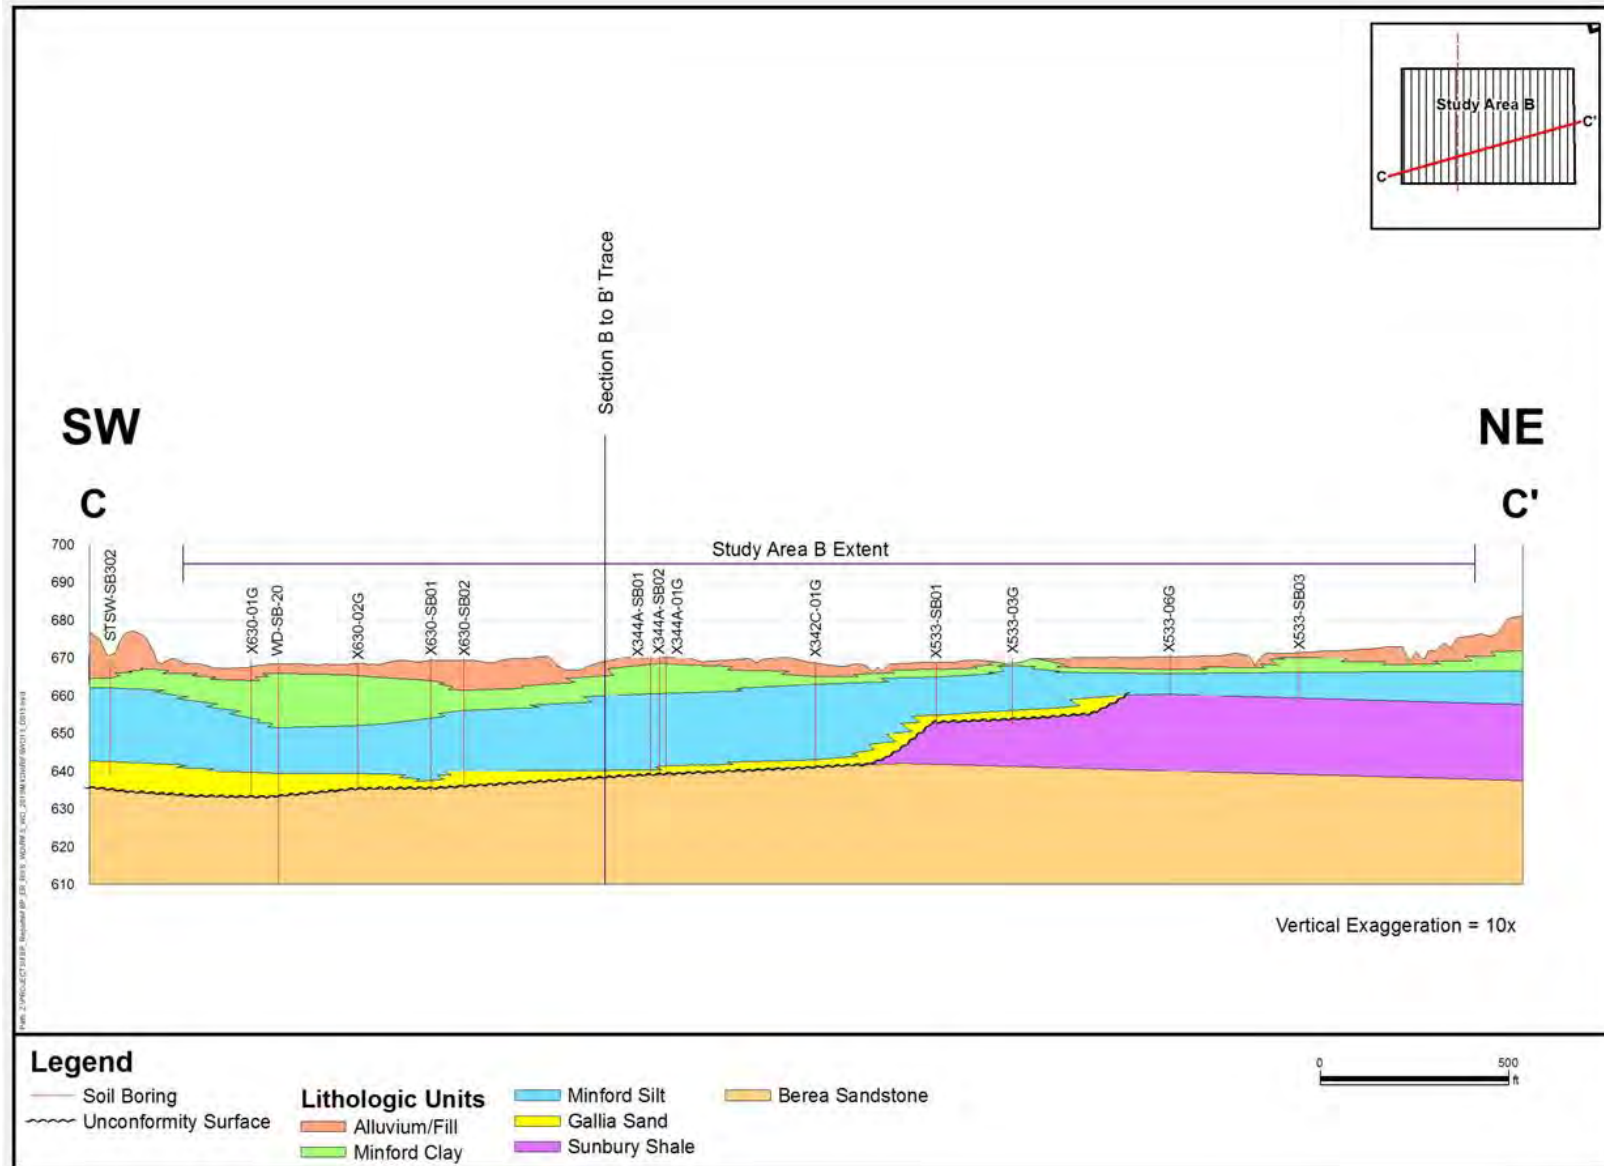 Study Area B
C'
C
Section B to B' Trace
SW
NE
C
C'
Study Area B Extent
700
690
680
670
660
650
640
630
620
610
STSW-SB302
X630-01G
WD-SB-20
X630-02G
X630-SB01
X630-SB02
X344A-SB01
X344A-SB02
X344A-01G
X342C-01G
X533-SB01
X533-03G
X533-06G
X533-SB03
Vertical Exaggeration = 10x
Legend
Soil Boring
Unconformity Surface
Lithologic Units
Alluvium/Fill
Minford Clay
Minford Silt
Gallia Sand
Sunbury Shale
Berea Sandstone
0 500
ft